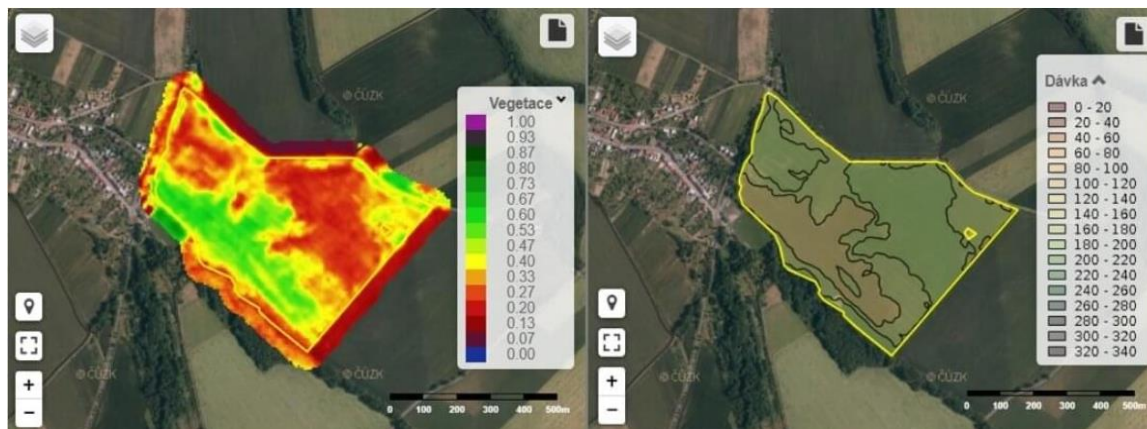 © ČÚZK
Vegetace
1.00
0.93
0.87
0.80
0.73
0.67
0.60
0.53
0.47
0.40
0.33
0.27
0.20
0.13
0.07
0.00
© ČÚZK
+
−
0 100 200 300 400 500m
© ČÚZK
Dávka
0 - 20
20 - 40
40 - 60
60 - 80
80 - 100
100 - 120
120 - 140
140 - 160
160 - 180
180 - 200
200 - 220
220 - 240
240 - 260
260 - 280
280 - 300
300 - 320
320 - 340
© ČÚZK
© ČÚZK
+
−
0 100 200 300 400 500m